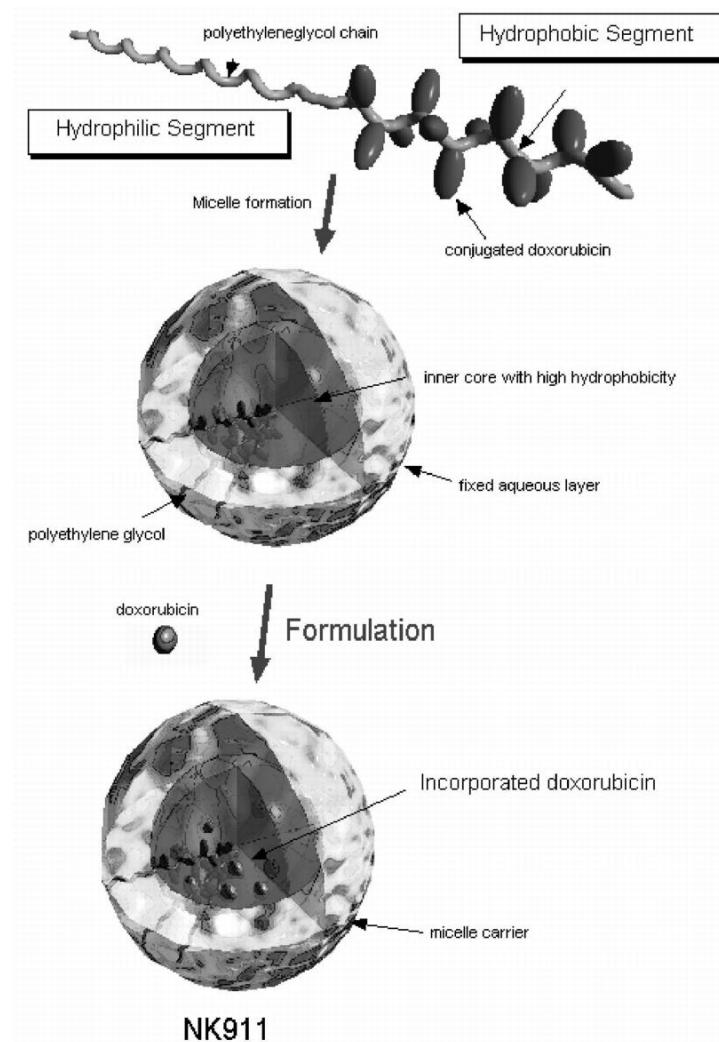 polyethyleneglycol chain
Hydrophobic Segment
Hydrophilic Segment
Micelle formation
conjugated doxorubicin
inner core with high hydrophobicity
fixed aqueous layer
polyethylene glycol
doxorubicin
Formulation
Incorporated doxorubicin
micelle carrier
NK911